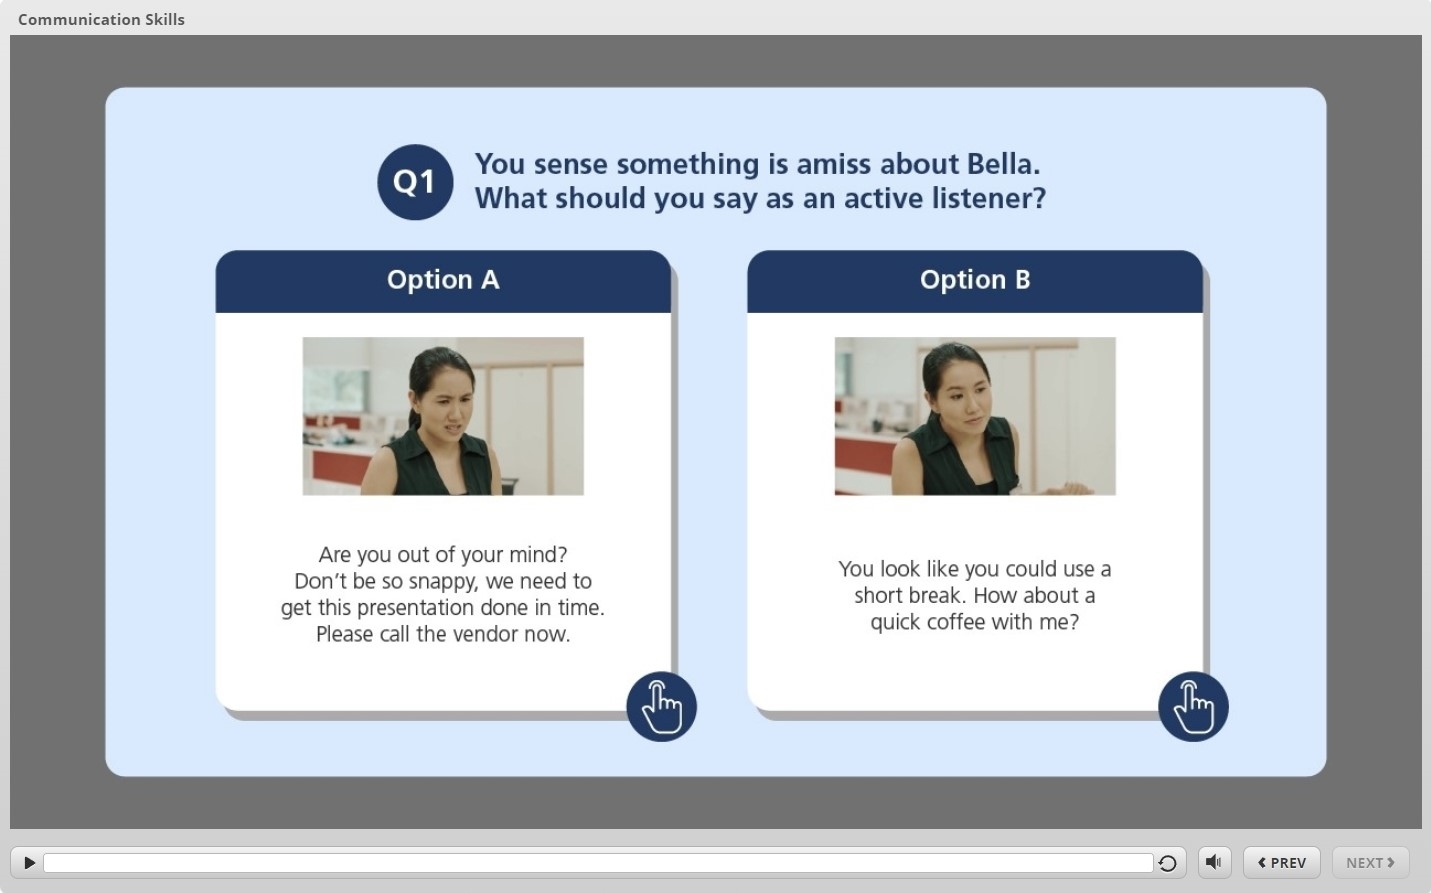 Communication Skills
Q1
You sense something is amiss about Bella.
What should you say as an active listener?
Option A
Are you out of your mind?
Don't be so snappy, we need to
get this presentation done in time.
Please call the vendor now.
Option B
You look like you could use a
short break. How about a
quick coffee with me?
PREV
NEXT